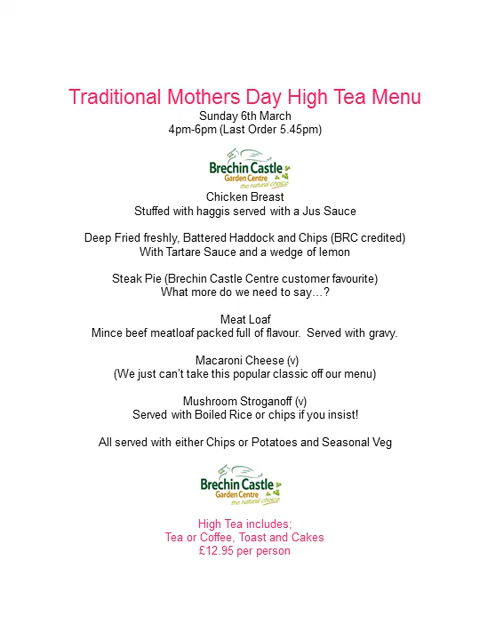 Traditional Mothers Day High Tea Menu
Sunday 6th March
4pm-6pm (Last Order 5.45pm)
Brechin Castle
Garden Centre
the natural choice
Chicken Breast
Stuffed with haggis served with a Jus Sauce
Deep Fried freshly, Battered Haddock and Chips (BRC credited)
With Tartare Sauce and a wedge of lemon
Steak Pie (Brechin Castle Centre customer favourite)
What more do we need to say…?
Meat Loaf
Mince beef meatloaf packed full of flavour.  Served with gravy.
Macaroni Cheese (v)
(We just can’t take this popular classic off our menu)
Mushroom Stroganoff (v)
Served with Boiled Rice or chips if you insist!
All served with either Chips or Potatoes and Seasonal Veg
Brechin Castle
Garden Centre
the natural choice
High Tea includes;
Tea or Coffee, Toast and Cakes
£12.95 per person